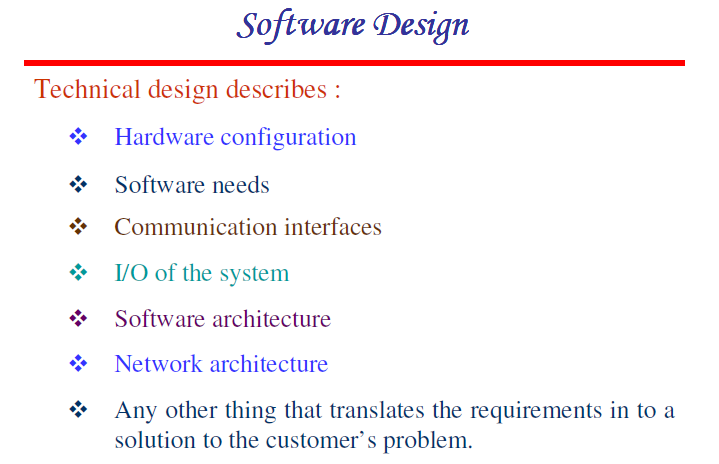 Software Design
Technical design describes :
❖ Hardware configuration
❖ Software needs
❖ Communication interfaces
❖ I/O of the system
❖ Software architecture
❖ Network architecture
❖ Any other thing that translates the requirements in to a
solution to the customer’s problem.